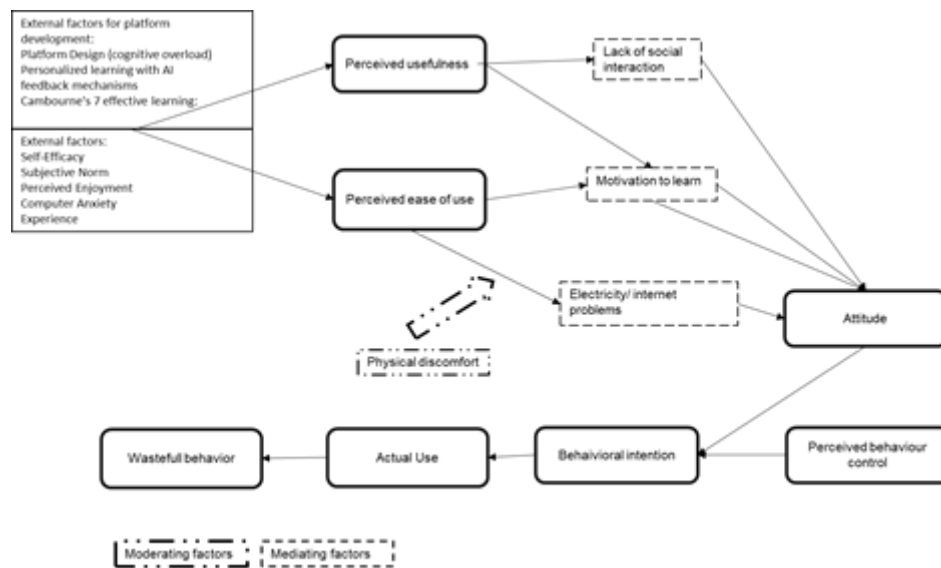 External factors for platform
development:
Platform Design (cognitive overload)
Personalized learning with AI
feedback mechanisms
Cambourne's 7 effective learning:
External factors:
Self-Efficacy
Subjective Norm
Perceived Enjoyment
Computer Anxiety
Experience
Perceived usefulness
Lack of social
interaction
Perceived ease of use
Motivation to learn
Electricity/ internet
problems
Attitude
Physical discomfort
Wastefull behavior
Actual Use
Behaivioral intention
Perceived behaviour
control
Moderating factors
Mediating factors